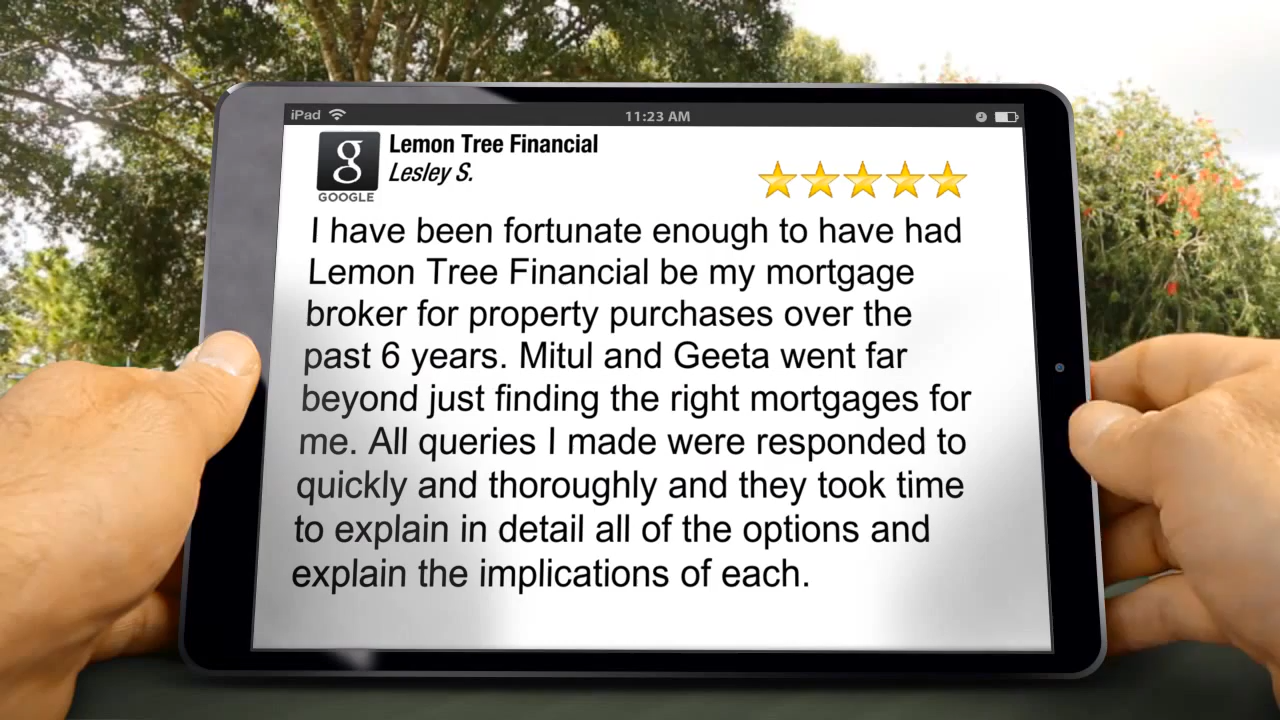 iPad 11:23 AM
g
GOOGLE
Lemon Tree Financial
Lesley S.
I have been fortunate enough to have had
Lemon Tree Financial be my mortgage
broker for property purchases over the
past 6 years. Mitul and Geeta went far
beyond just finding the right mortgages for
me. All queries I made were responded to
quickly and thoroughly and they took time
to explain in detail all of the options and
explain the implications of each.